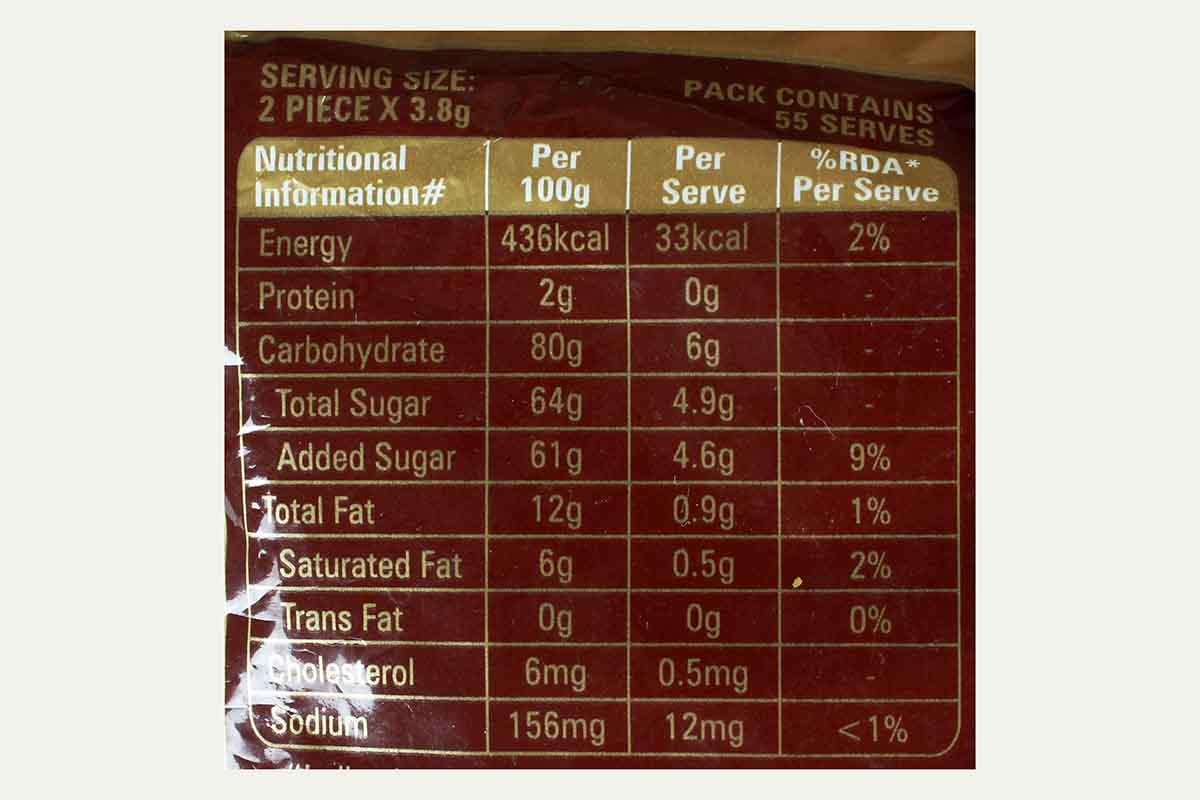 SERVING SIZE:
2 PIECE X 3.8g
PACK CONTAINS
55 SERVES
Nutritional Information# Per 100g Per Serve %RDA* Per Serve
Energy 436kcal 33kcal 2%
Protein 2g 0g -
Carbohydrate 80g 6g -
Total Sugar 64g 4.9g -
Added Sugar 61g 4.6g 9%
Total Fat 12g 0.9g 1%
Saturated Fat 6g 0.5g 2%
Trans Fat 0g 0g 0%
Cholesterol 6mg 0.5mg -
Sodium 156mg 12mg <1%